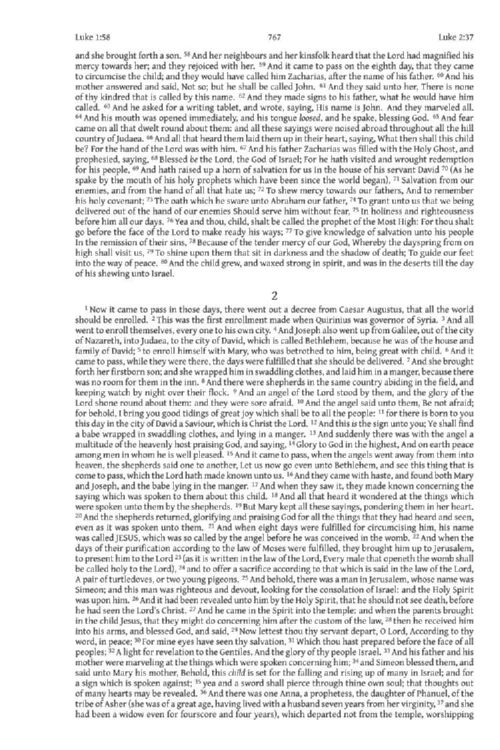 Luke 1:58 767 Luke 2:37
and she brought forth a son. 58 And her neighbours and her kinsfolk heard that the Lord had magnified his
mercy towards her; and they rejoiced with her. 59 And it came to pass on the eighth day, that they came
to circumcise the child; and they would have called him Zacharias, after the name of his father. 60 And his
mother answered and said, Not so; but he shall be called John. 61 And they said unto her, There is none
of thy kindred that is called by this name. 62 And they made signs to his father, what he would have him
called. 63 And he asked for a writing tablet, and wrote, saying, His name is John. And they marvelled all.
64 And his mouth was opened immediately, and his tongue loosed, and he spake, blessing God. 65 And fear
came on all that dwelt round about them: and all these sayings were noised abroad throughout all the hill
country of Judaea. 66 And all that heard them laid them up in their heart, saying, What then shall this child
be? For the hand of the Lord was with him. 67 And his father Zacharias was filled with the Holy Ghost, and
prophesied, saying, 68 Blessed be the Lord, the God of Israel; For he hath visited and wrought redemption
for his people, 69 And hath raised up a horn of salvation for us in the house of his servant David 70 (As he
spake by the mouth of his holy prophets which have been since the world began), 71 Salvation from our
enemies, and from the hand of all that hate us; 72 To shew mercy towards our fathers, And to remember
his holy covenant; 73 The oath which he sware unto Abraham our father, 74 To grant unto us that we being
delivered out of the hand of our enemies Should serve him without fear, 75 In holiness and righteousness
before him all our days. 76 Yea and thou, child, shalt be called the prophet of the Most High: For thou shalt
go before the face of the Lord to make ready his ways; 77 To give knowledge of salvation unto his people
In the remission of their sins, 78 Because of the tender mercy of our God, Whereby the dayspring from on
high shall visit us, 79 To shine upon them that sit in darkness and the shadow of death; To guide our feet
into the way of peace. 80 And the child grew, and waxed strong in spirit, and was in the deserts till the day
of his shewing unto Israel.
2
1 Now it came to pass in those days, there went out a decree from Caesar Augustus, that all the world
should be enrolled. 2 This was the first enrollment made when Quirinius was governor of Syria. 3 And all
went to enroll themselves, every one to his own city. 4 And Joseph also went up from Galilee, out of the city
of Nazareth, into Judaea, to the city of David, which is called Bethlehem, because he was of the house and
family of David; 5 to enroll himself with Mary, who was betrothed to him, being great with child. 6 And it
came to pass, while they were there, the days were fulfilled that she should be delivered. 7 And she brought
forth her firstborn son; and she wrapped him in swaddling clothes, and laid him in a manger, because there
was no room for them in the inn. 8 And there were shepherds in the same country abiding in the field, and
keeping watch by night over their flock. 9 And an angel of the Lord stood by them, and the glory of the
Lord shone round about them: and they were sore afraid. 10 And the angel said unto them, Be not afraid;
for behold, I bring you good tidings of great joy which shall be to all the people: 11 for there is born to you
this day in the city of David a Saviour, which is Christ the Lord. 12 And this is the sign unto you; Ye shall find
a babe wrapped in swaddling clothes, and lying in a manger. 13 And suddenly there was with the angel a
multitude of the heavenly host praising God, and saying, 14 Glory to God in the highest, And on earth peace
among men in whom he is well pleased. 15 And it came to pass, when the angels went away from them into
heaven, the shepherds said one to another, Let us now go even unto Bethlehem, and see this thing that is
come to pass, which the Lord hath made known unto us. 16 And they came with haste, and found both Mary
and Joseph, and the babe lying in the manger. 17 And when they saw it, they made known concerning the
saying which was spoken to them about this child. 18 And all that heard it wondered at the things which
were spoken unto them by the shepherds. 19 But Mary kept all these sayings, pondering them in her heart.
20 And the shepherds returned, glorifying and praising God for all the things that they had heard and seen,
even as it was spoken unto them. 21 And when eight days were fulfilled for circumcising him, his name
was called JESUS, which was so called by the angel before he was conceived in the womb. 22 And when the
days of their purification according to the law of Moses were fulfilled, they brought him up to Jerusalem,
to present him to the Lord 23 (as it is written in the law of the Lord, Every male that openeth the womb shall
be called holy to the Lord), 24 and to offer a sacrifice according to that which is said in the law of the Lord,
A pair of turtledoves, or two young pigeons. 25 And behold, there was a man in Jerusalem, whose name was
Simeon; and this man was righteous and devout, looking for the consolation of Israel: and the Holy Spirit
was upon him. 26 And it had been revealed unto him by the Holy Spirit, that he should not see death, before
he had seen the Lord's Christ. 27 And he came in the Spirit into the temple: and when the parents brought
in the child Jesus, that they might do concerning him after the custom of the law, 28 then he received him
into his arms, and blessed God, and said, 29 Now lettest thou thy servant depart, O Lord, According to thy
word, in peace; 30 For mine eyes have seen thy salvation, 31 Which thou hast prepared before the face of all
peoples; 32 A light for revelation to the Gentiles, And the glory of thy people Israel. 33 And his father and his
mother were marveling at the things which were spoken concerning him; 34 and Simeon blessed them, and
said unto Mary his mother, Behold, this child is set for the falling and rising up of many in Israel; and for
a sign which is spoken against; 35 yea and a sword shall pierce through thine own soul; that thoughts out
of many hearts may be revealed. 36 And there was one Anna, a prophetess, the daughter of Phanuel, of the
tribe of Asher (she was of a great age, having lived with a husband seven years from her virginity, 37 and she
had been a widow even for fourscore and four years), which departed not from the temple, worshipping